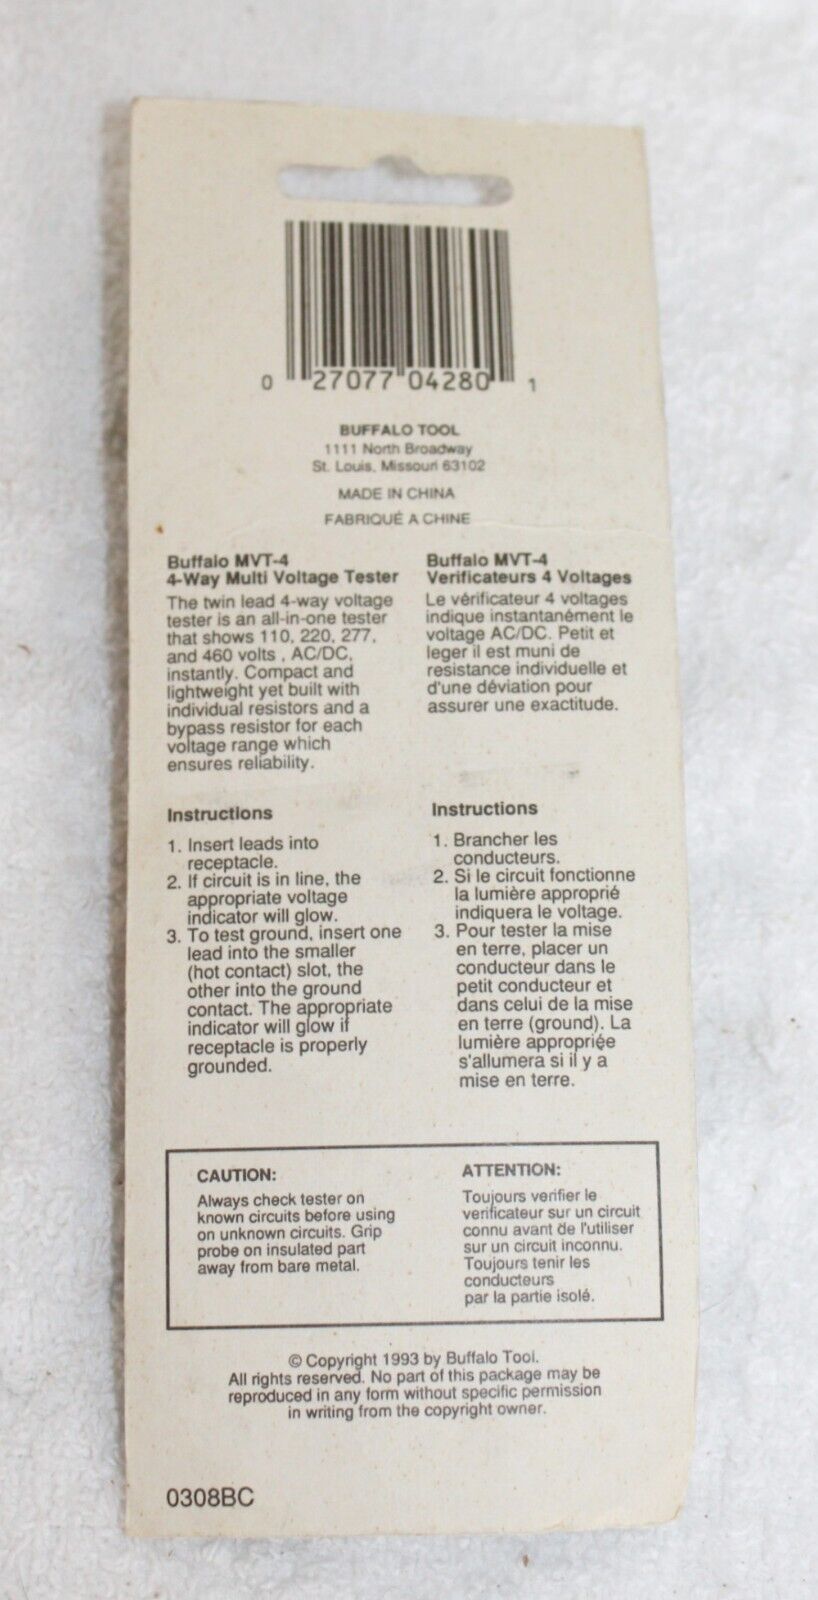 0 27077 04280 1
BUFFALO TOOL
1111 North Broadway
St. Louis, Missouri 63102
MADE IN CHINA
FABRIQUÉ A CHINE
Buffalo MVT-4
4-Way Multi Voltage Tester
The twin lead 4-way voltage
tester is an all-in-one tester
that shows 110, 220, 277,
and 460 volts , AC/DC,
instantly. Compact and
lightweight yet built with
individual resistors and a
bypass resistor for each
voltage range which
ensures reliability.
Instructions
1. Insert leads into
receptacle.
2. If circuit is in line, the
appropriate voltage
indicator will glow.
3. To test ground, insert one
lead into the smaller
(hot contact) slot, the
other into the ground
contact. The appropriate
indicator will glow if
receptacle is properly
grounded.
Buffalo MVT-4
Verificateurs 4 Voltages
Le vérificateur 4 voltages
indique instantanément le
voltage AC/DC. Petit et
leger il est muni de
resistance individuelle et
d'une déviation pour
assurer une exactitude.
Instructions
1. Brancher les
conducteurs.
2. Si le circuit fonctionne
la lumière approprié
indiquera le voltage.
3. Pour tester la mise
en terre, placer un
conducteur dans le
petit conducteur et
dans celui de la mise
en terre (ground). La
lumière appropriée
s'allumera si il y a
mise en terre.
CAUTION:
Always check tester on
known circuits before using
on unknown circuits. Grip
probe on insulated part
away from bare metal.
ATTENTION:
Toujours verifier le
verificateur sur un circuit
connu avant de l'utiliser
sur un circuit inconnu.
Toujours tenir les
conducteurs
par la partie isolé.
© Copyright 1993 by Buffalo Tool.
All rights reserved. No part of this package may be
reproduced in any form without specific permission
in writing from the copyright owner.
0308BC